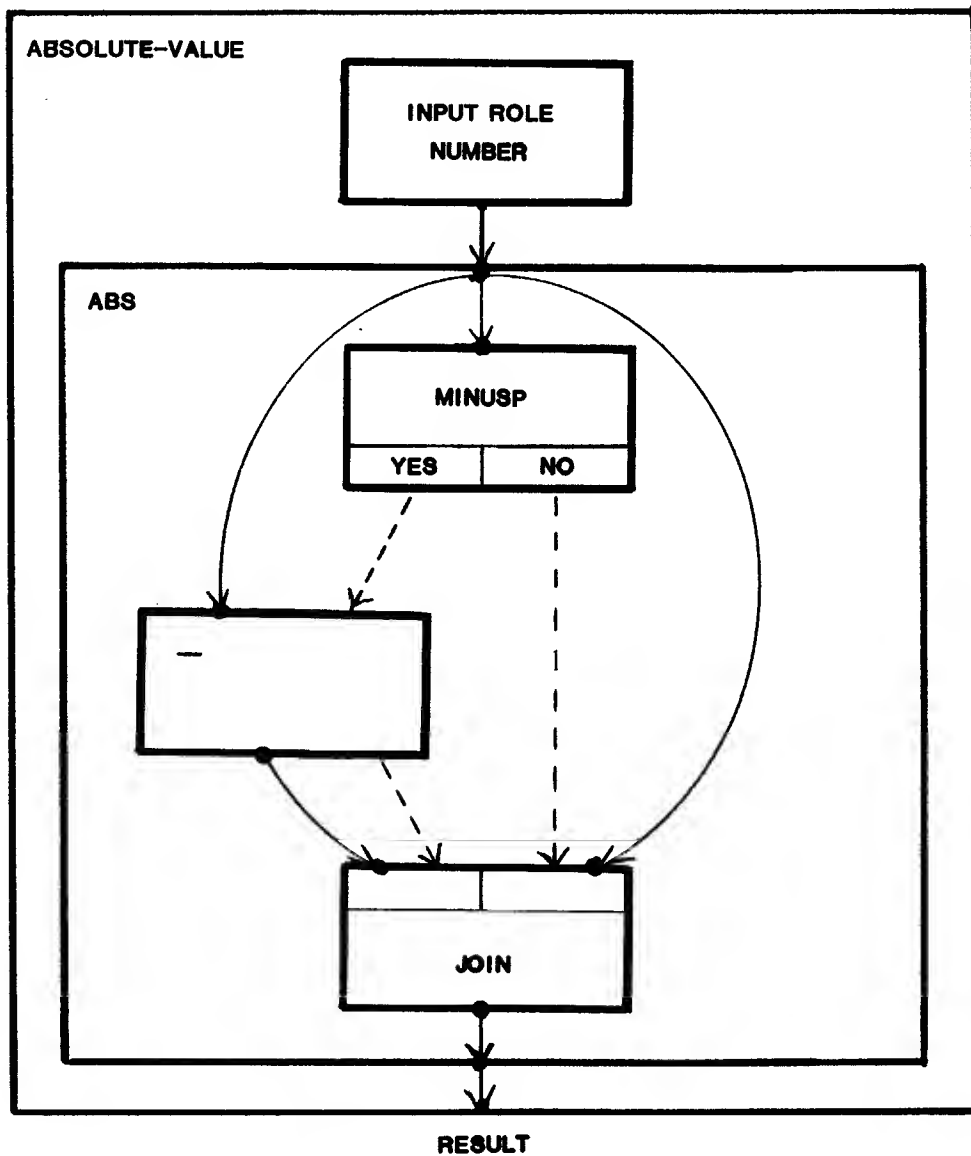 ABSOLUTE-VALUE
INPUT ROLE
NUMBER
ABS
MINUSP
YES
NO
—
JOIN
RESULT